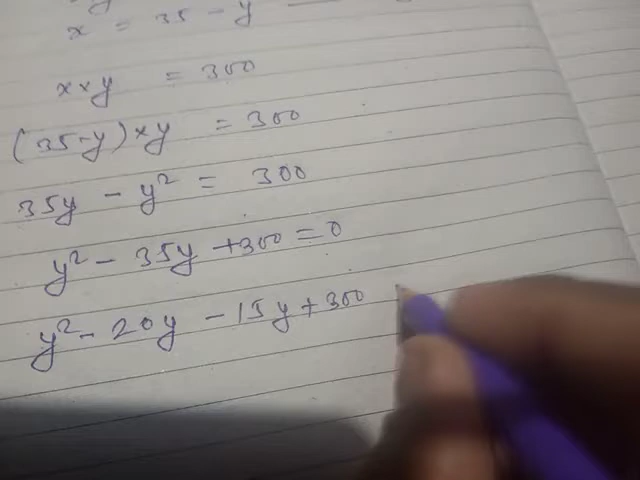 x = 35 - y
x × y = 300
(35-y) × y = 300
35y - y² = 300
y² - 35y + 300 = 0
y² - 20y - 15y + 300